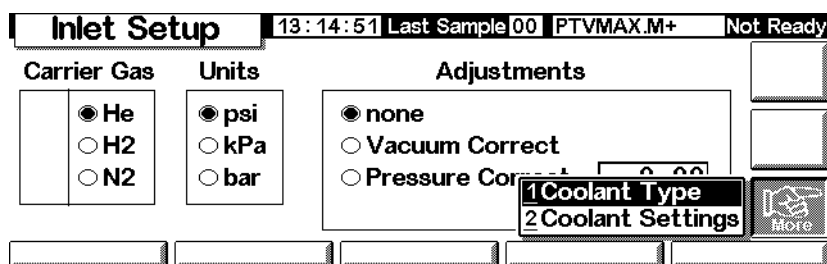 Inlet Setup 13:14:51 Last Sample 00 PTVMAX.M+ Not Ready
Carrier Gas Units Adjustments
He psi none
H2 kPa Vacuum Correct
N2 bar Pressure
1 Coolant Type
2 Coolant Settings
More